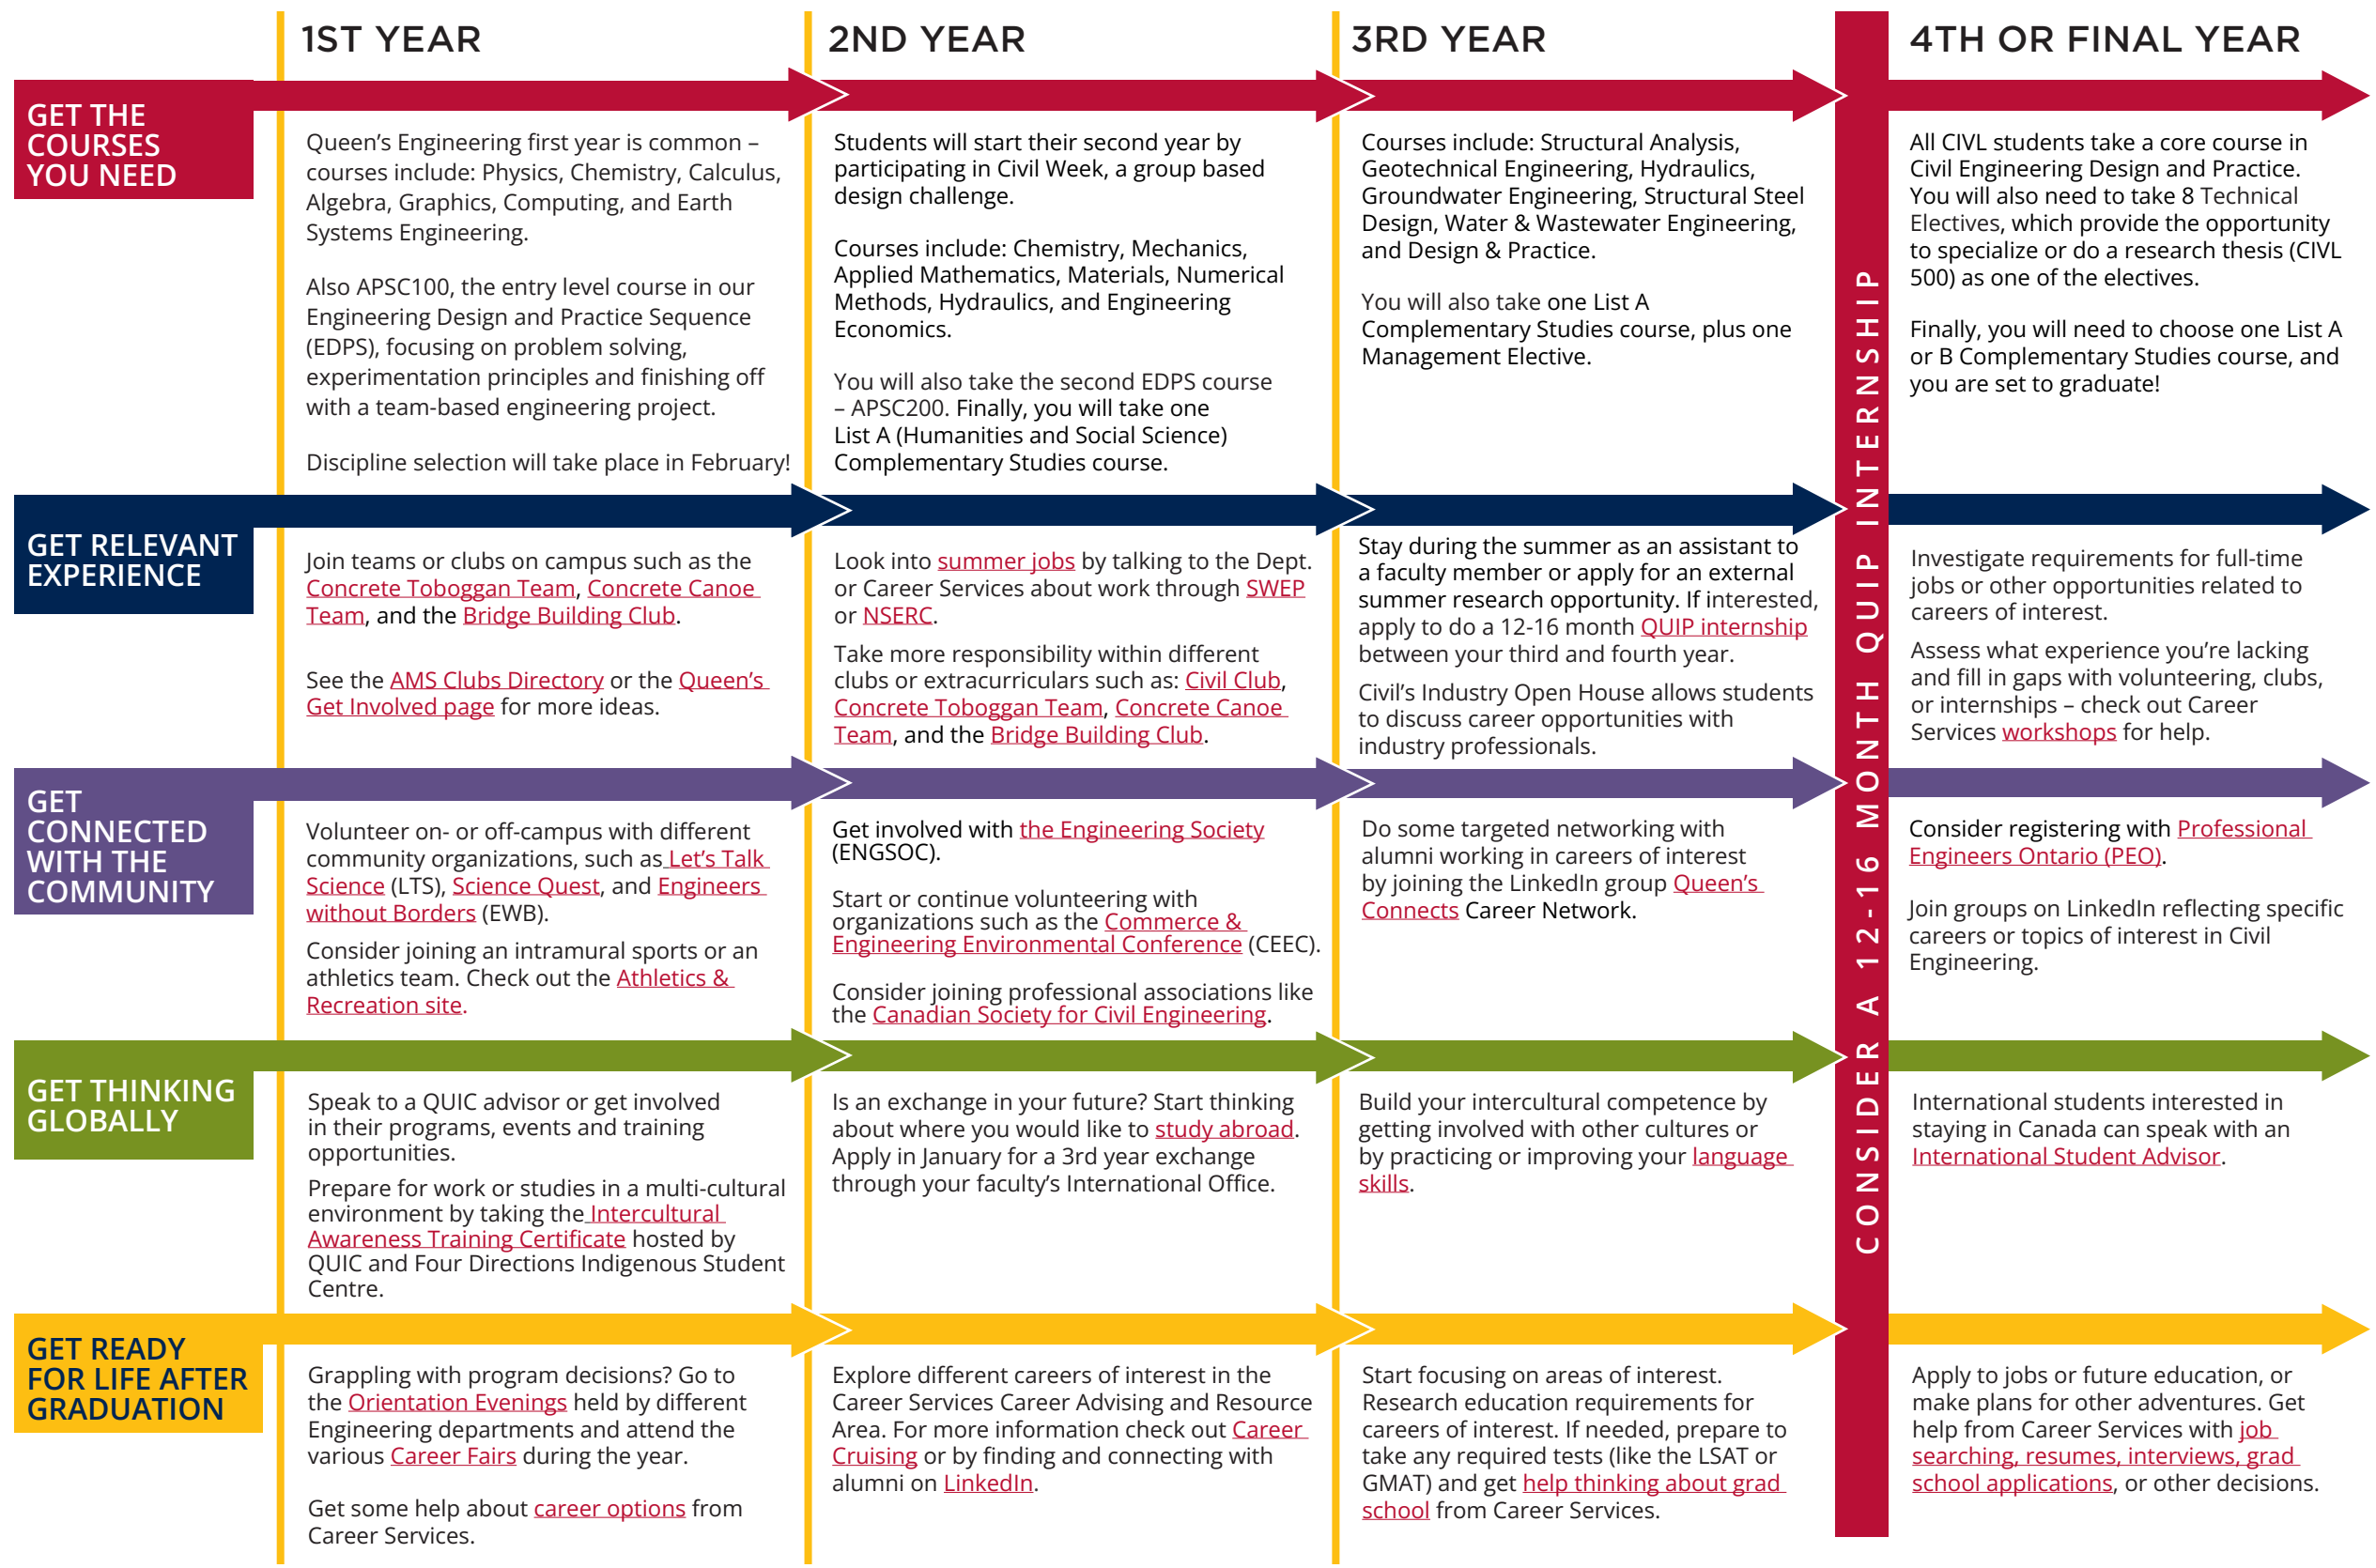 1ST YEAR
2ND YEAR
3RD YEAR
4TH OR FINAL YEAR
GET THE
COURSES
YOU NEED
Queen's Engineering first year is common –
courses include: Physics, Chemistry, Calculus,
Algebra, Graphics, Computing, and Earth
Systems Engineering.
Also APSC100, the entry level course in our
Engineering Design and Practice Sequence
(EDPS), focusing on problem solving,
experimentation principles and finishing off
with a team-based engineering project.
Discipline selection will take place in February!
Students will start their second year by
participating in Civil Week, a group based
design challenge.
Courses include: Chemistry, Mechanics,
Applied Mathematics, Materials, Numerical
Methods, Hydraulics, and Engineering
Economics.
You will also take the second EDPS course
– APSC200. Finally, you will take one
List A (Humanities and Social Science)
Complementary Studies course.
Courses include: Structural Analysis,
Geotechnical Engineering, Hydraulics,
Groundwater Engineering, Structural Steel
Design, Water & Wastewater Engineering,
and Design & Practice.
You will also take one List A
Complementary Studies course, plus one
Management Elective.
CONSIDER A 12-16 MONTH QUIP INTERNSHIP
All CIVL students take a core course in
Civil Engineering Design and Practice.
You will also need to take 8 Technical
Electives, which provide the opportunity
to specialize or do a research thesis (CIVL
500) as one of the electives.
Finally, you will need to choose one List A
or B Complementary Studies course, and
you are set to graduate!
GET RELEVANT
EXPERIENCE
Join teams or clubs on campus such as the
Concrete Toboggan Team, Concrete Canoe
Team, and the Bridge Building Club.
See the AMS Clubs Directory or the Queen's
Get Involved page for more ideas.
Look into summer jobs by talking to the Dept.
or Career Services about work through SWEP
or NSERC.
Take more responsibility within different
clubs or extracurriculars such as: Civil Club,
Concrete Toboggan Team, Concrete Canoe
Team, and the Bridge Building Club.
Stay during the summer as an assistant to
a faculty member or apply for an external
summer research opportunity. If interested,
apply to do a 12-16 month QUIP internship
between your third and fourth year.
Civil's Industry Open House allows students
to discuss career opportunities with
industry professionals.
Investigate requirements for full-time
jobs or other opportunities related to
careers of interest.
Assess what experience you're lacking
and fill in gaps with volunteering, clubs,
or internships – check out Career
Services workshops for help.
GET
CONNECTED
WITH THE
COMMUNITY
Volunteer on- or off-campus with different
community organizations, such as Let's Talk
Science (LTS), Science Quest, and Engineers
without Borders (EWB).
Consider joining an intramural sports or an
athletics team. Check out the Athletics &
Recreation site.
Get involved with the Engineering Society
(ENGSOC).
Start or continue volunteering with
organizations such as the Commerce &
Engineering Environmental Conference (CEEC).
Consider joining professional associations like
the Canadian Society for Civil Engineering.
Do some targeted networking with
alumni working in careers of interest
by joining the LinkedIn group Queen's
Connects Career Network.
Consider registering with Professional
Engineers Ontario (PEO).
Join groups on LinkedIn reflecting specific
careers or topics of interest in Civil
Engineering.
GET THINKING
GLOBALLY
Speak to a QUIC advisor or get involved
in their programs, events and training
opportunities.
Prepare for work or studies in a multi-cultural
environment by taking the Intercultural
Awareness Training Certificate hosted by
QUIC and Four Directions Indigenous Student
Centre.
Is an exchange in your future? Start thinking
about where you would like to study abroad.
Apply in January for a 3rd year exchange
through your faculty's International Office.
Build your intercultural competence by
getting involved with other cultures or
by practicing or improving your language
skills.
International students interested in
staying in Canada can speak with an
International Student Advisor.
GET READY
FOR LIFE AFTER
GRADUATION
Grappling with program decisions? Go to
the Orientation Evenings held by different
Engineering departments and attend the
various Career Fairs during the year.
Get some help about career options from
Career Services.
Explore different careers of interest in the
Career Services Career Advising and Resource
Area. For more information check out Career
Cruising or by finding and connecting with
alumni on LinkedIn.
Start focusing on areas of interest.
Research education requirements for
careers of interest. If needed, prepare to
take any required tests (like the LSAT or
GMAT) and get help thinking about grad
school from Career Services.
Apply to jobs or future education, or
make plans for other adventures. Get
help from Career Services with job
searching, resumes, interviews, grad
school applications, or other decisions.